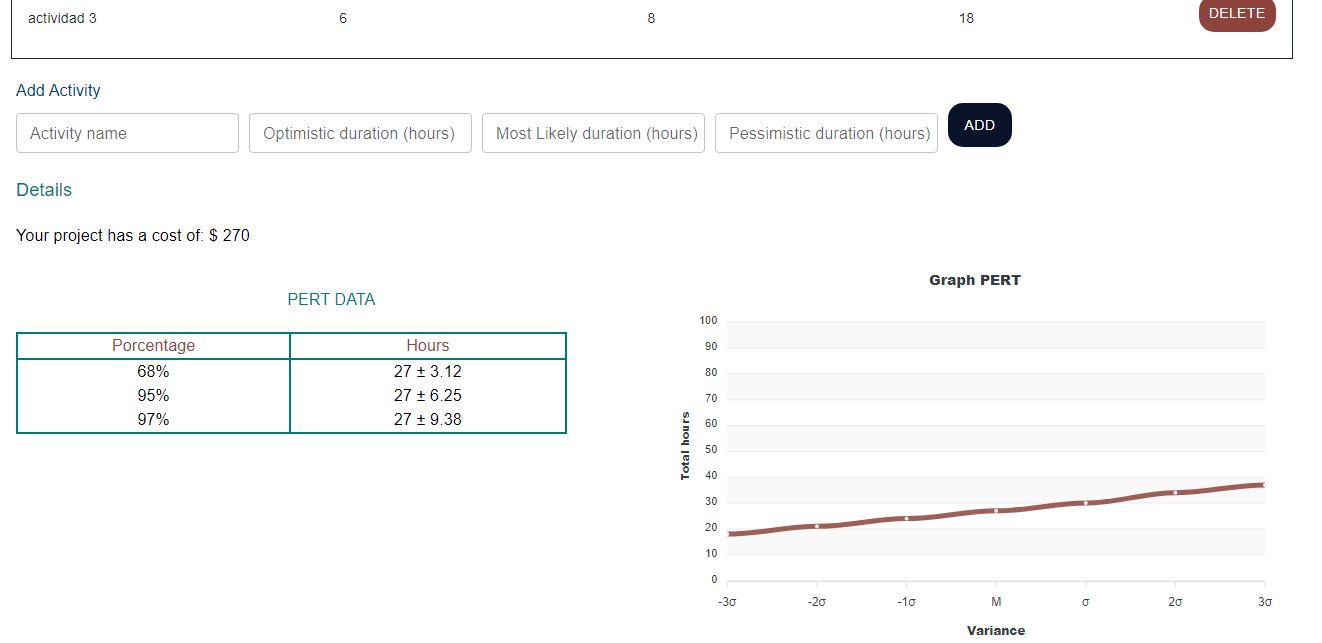 actividad 3 6 8 18 DELETE
Add Activity
Activity name Optimistic duration (hours) Most Likely duration (hours) Pessimistic duration (hours) ADD
Details
Your project has a cost of: $ 270
PERT DATA
Porcentage Hours
68% 27 ± 3.12
95% 27 ± 6.25
97% 27 ± 9.38
Graph PERT
Total hours
100
90
80
70
60
50
40
30
20
10
0
-3σ -2σ -1σ M σ 2σ 3σ
Variance